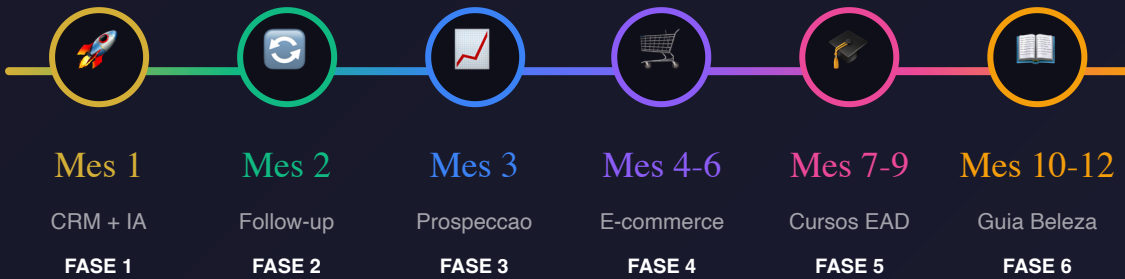 Mes 1 Mes 2 Mes 3 Mes 4-6 Mes 7-9 Mes 10-12
CRM + IA Follow-up Prospeccao E-commerce Cursos EAD Guia Beleza
FASE 1 FASE 2 FASE 3 FASE 4 FASE 5 FASE 6